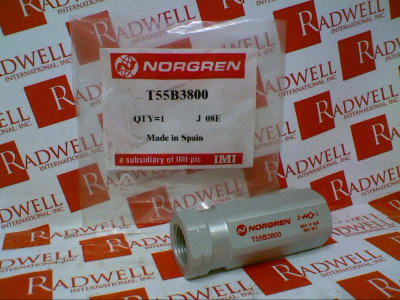 RADWELL
INTERNATIONAL, INC.
NORGREN
T55B3800
QTY=1 J 08E
Made in Spain
a subsidiary of IMI plc IMI
NORGREN
T55B3800